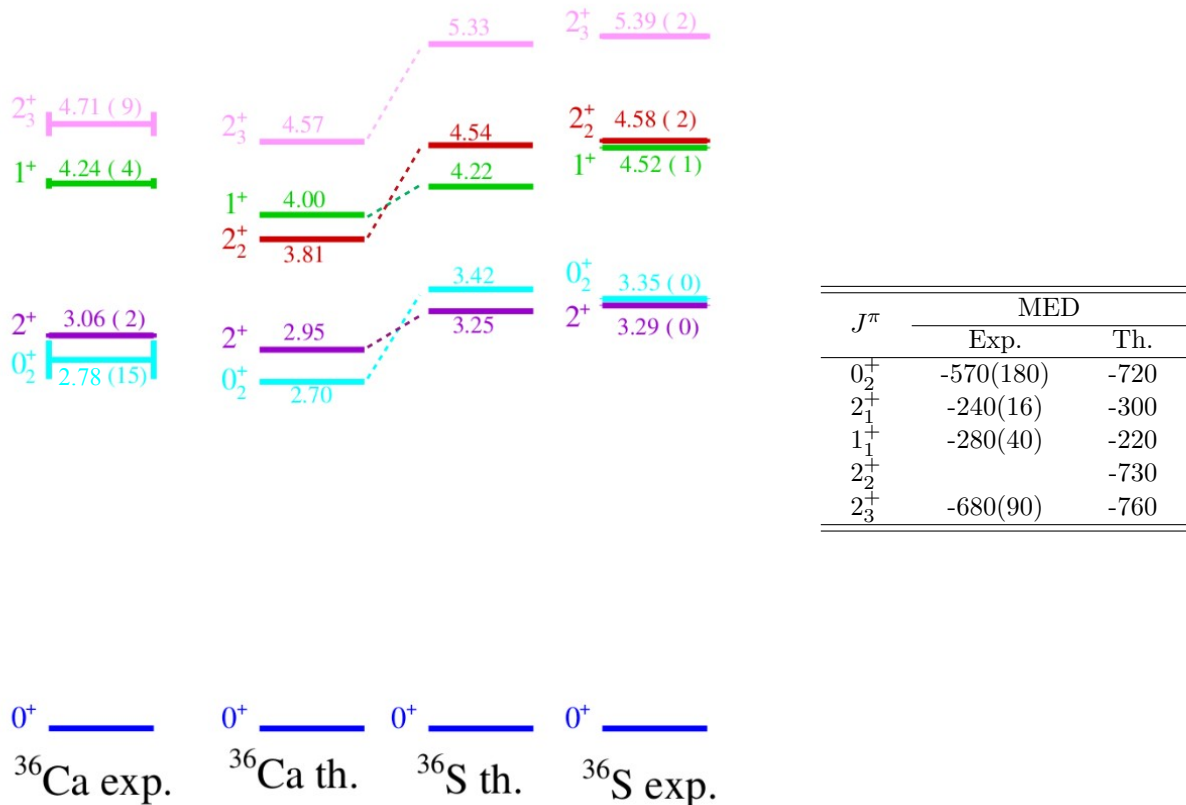 2₃⁺ 4.71 ( 9)
1⁺ 4.24 ( 4)
2⁺ 3.06 ( 2)
0₂⁺ 2.78 (15)
0⁺
³⁶Ca exp.
2₃⁺ 4.57
1⁺ 4.00
2₂⁺ 3.81
2⁺ 2.95
0₂⁺ 2.70
0⁺
³⁶Ca th.
5.33
4.54
4.22
3.42
3.25
0⁺
³⁶S th.
2₃⁺ 5.39 ( 2)
2₂⁺ 4.58 ( 2)
1⁺ 4.52 ( 1)
0₂⁺ 3.35 ( 0)
2⁺ 3.29 ( 0)
0⁺
³⁶S exp.
J^π MED
Exp. Th.
0₂⁺ -570(180) -720
2₁⁺ -240(16) -300
1₁⁺ -280(40) -220
2₂⁺ -730
2₃⁺ -680(90) -760